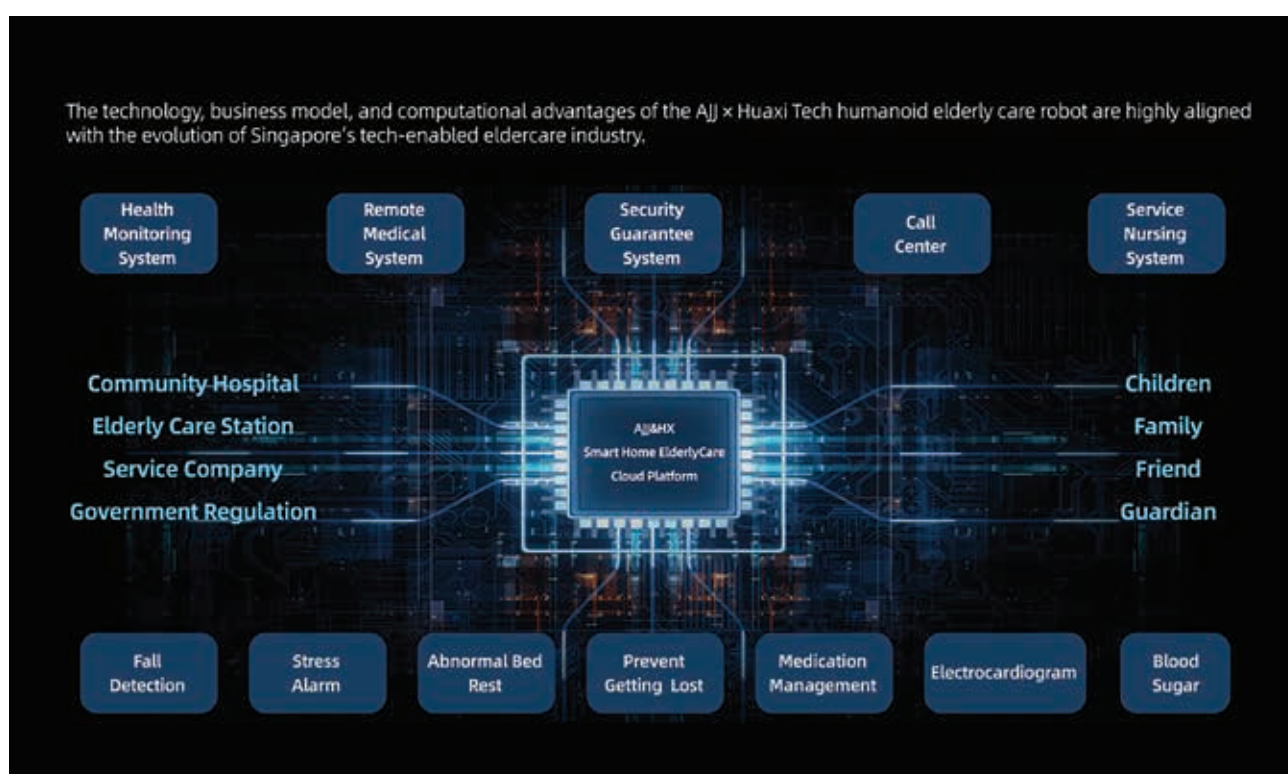 The technology, business model, and computational advantages of the AJJ × Huaxi Tech humanoid elderly care robot are highly aligned
with the evolution of Singapore's tech-enabled eldercare industry.
Health
Monitoring
System
Remote
Medical
System
Security
Guarantee
System
Call
Center
Service
Nursing
System
Community Hospital
Elderly Care Station
Service Company
Government Regulation
AJJ&HX
Smart Home ElderlyCare
Cloud Platform
Children
Family
Friend
Guardian
Fall
Detection
Stress
Alarm
Abnormal Bed
Rest
Prevent
Getting Lost
Medication
Management
Electrocardiogram
Blood
Sugar